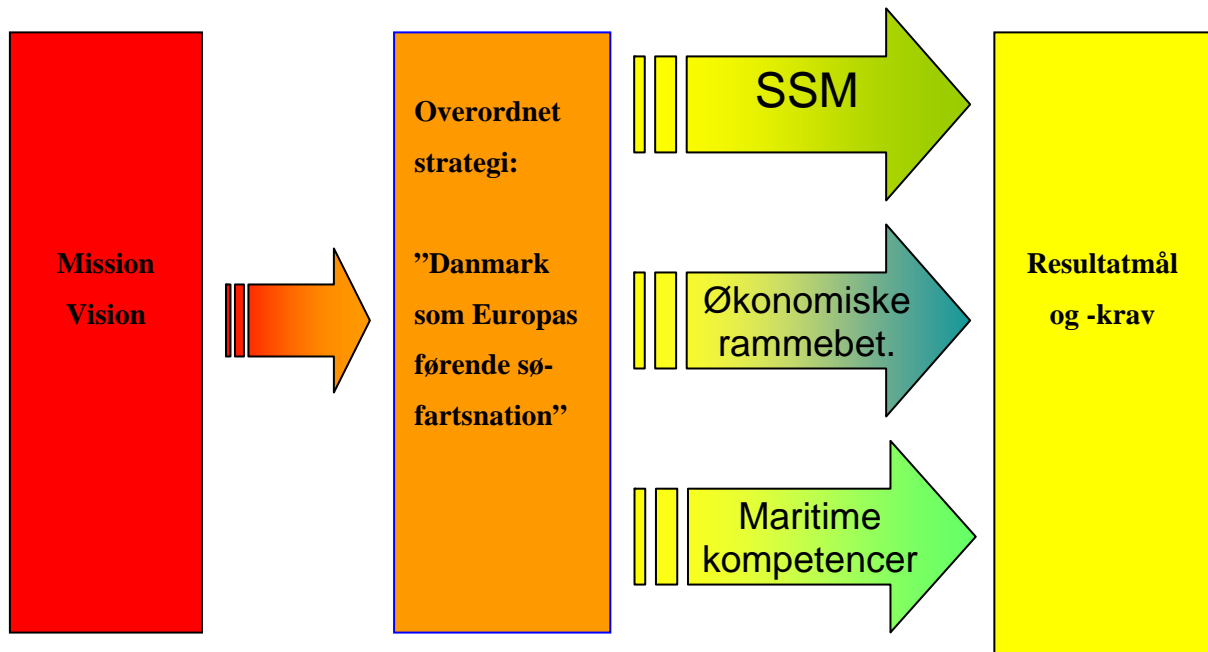 Mission
Vision
Overordnet
strategi:
”Danmark
som Europas
førende sø-
fartsnation”
SSM
Økonomiske
rammebet.
Maritime
kompetencer
Resultatmål
og -krav